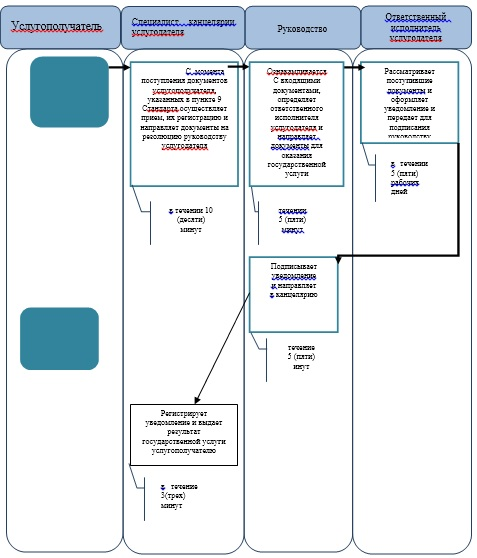 Услугополучатель
Специалист канцелярии
услугодателя
Руководство
Ответственный
исполнитель
услугодателя
С момента
поступления документов
услугополучателя,
указанных в пункте 9
Стандарта осуществляет
прием, их регистрацию и
направляет документы на
резолюцию руководству
услугодателя
Ознакамливается
С входящими
документами,
определяет
ответственного
исполнителя
услугодателя и
направляет
документы для
оказания
государственной
услуги
Рассматривает
поступившие
документы и
оформляет
уведомление и
передает для
подписания
руководству
в течении 10
(десяти)
минут
течении
5 (пяти)
минут
в течении
5 (пяти)
рабочих
дней
Подписывает
уведомление
и направляет
в канцелярию
течение
5 (пяти)
инут
Регистрирует
уведомление и выдает
результат
государственной услуги
услугополучателю
в течение
3(трех)
минут